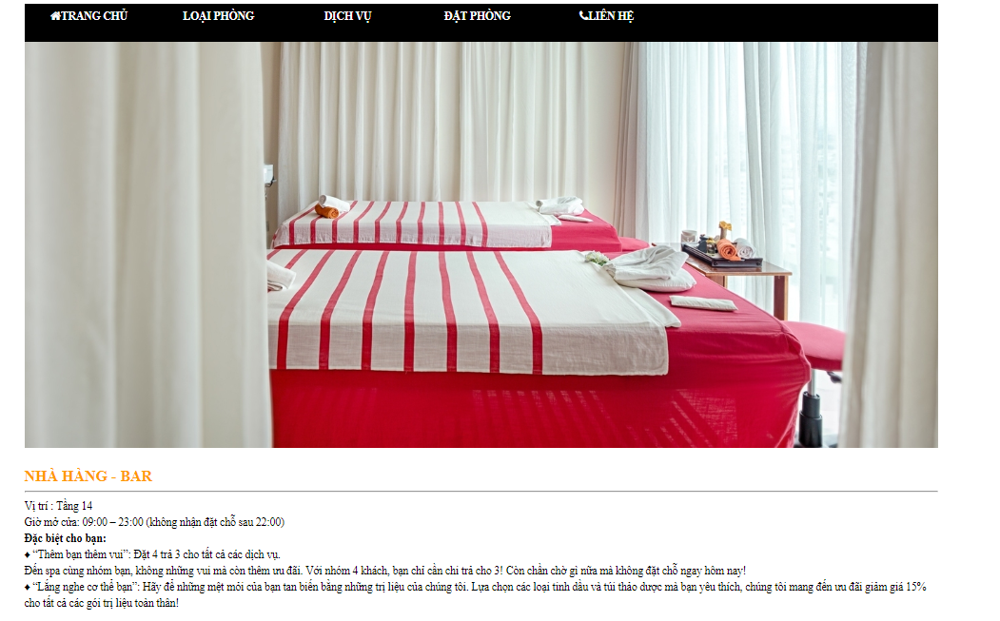 TRANG CHỦ LOẠI PHÒNG DỊCH VỤ ĐẶT PHÒNG LIÊN HỆ
NHÀ HÀNG - BAR
Vị trí : Tầng 14
Giờ mở cửa: 09:00 – 23:00 (không nhận đặt chỗ sau 22:00)
Đặc biệt cho bạn:
♦ “Thêm bạn thêm vui”: Đặt 4 trả 3 cho tất cả các dịch vụ.
Đến spa cùng nhóm bạn, không những vui mà còn thêm ưu đãi. Với nhóm 4 khách, bạn chỉ cần chi trả cho 3! Còn chần chờ gì nữa mà không đặt chỗ ngay hôm nay!
♦ “Lắng nghe cơ thể bạn”: Hãy để những mệt mỏi của bạn tan biến bằng những trị liệu của chúng tôi. Lựa chọn các loại tinh dầu và túi thảo dược mà bạn yêu thích, chúng tôi mang đến ưu đãi giảm giá 15%
cho tất cả các gói trị liệu toàn thân!